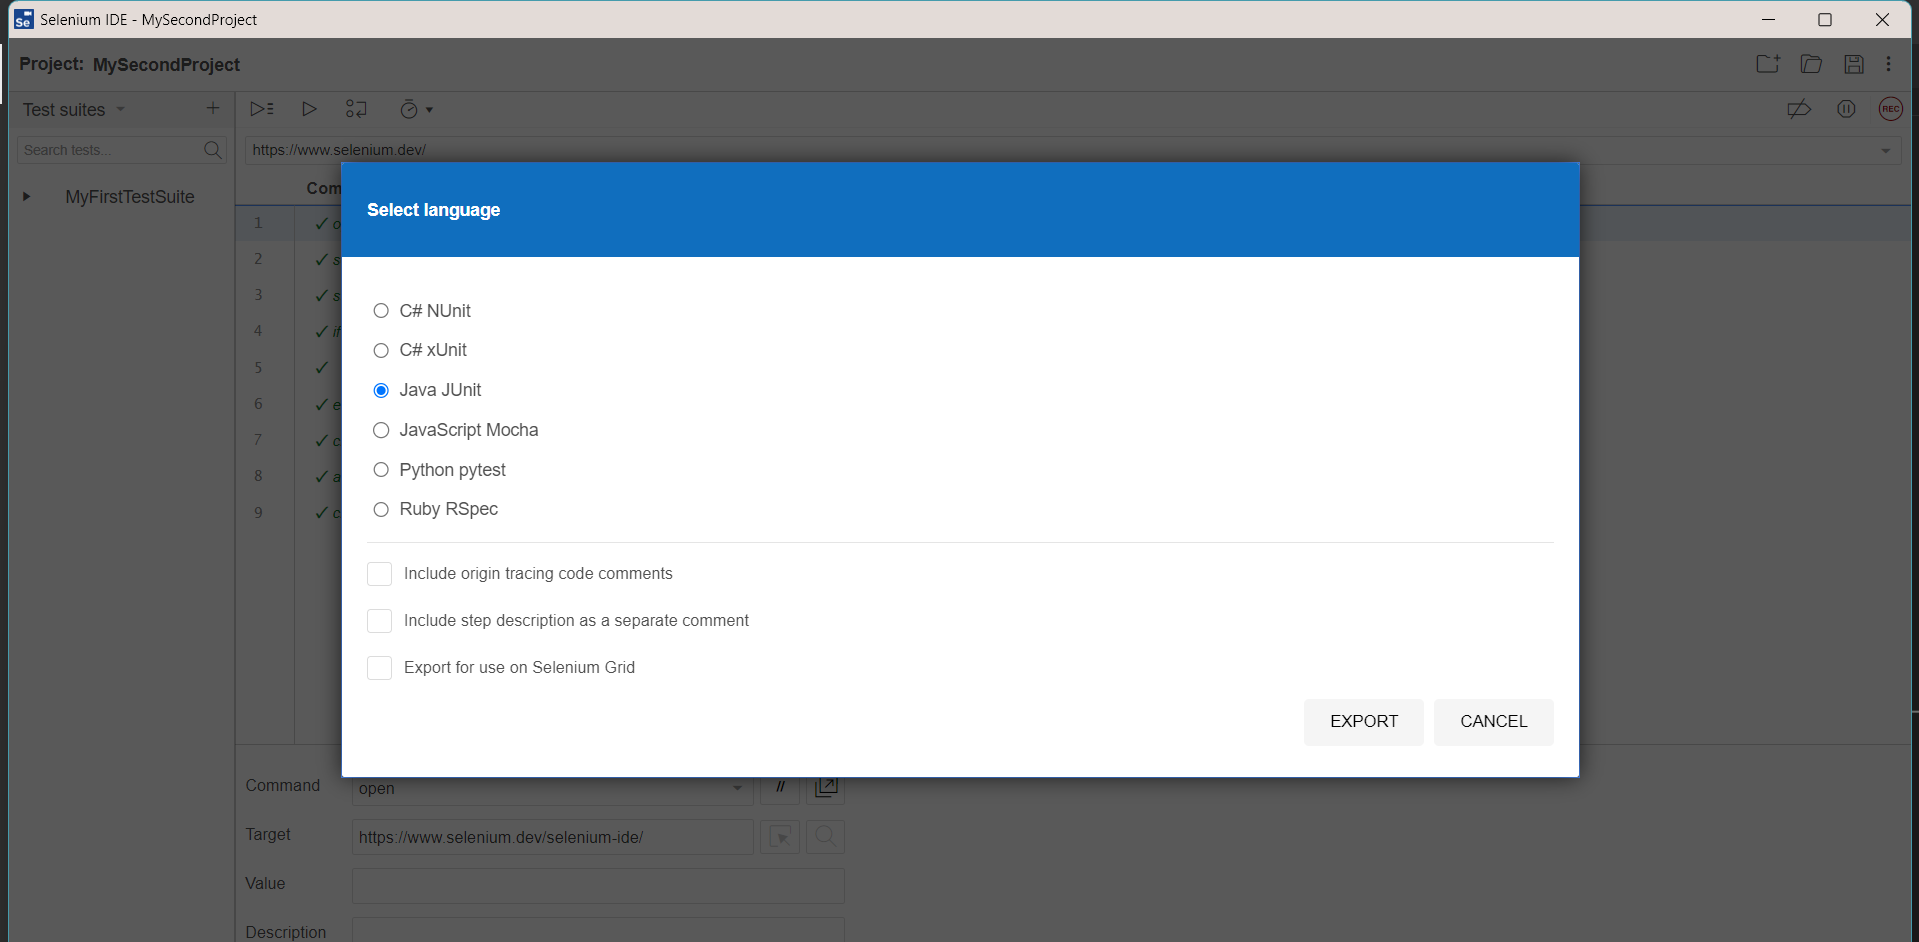 Selenium IDE - MySecondProject
Project: MySecondProject
Test suites
Search tests...
https://www.selenium.dev/
MyFirstTestSuite
Com
1
✓ o
2
✓ s
3
✓ s
4
✓ if
5
✓
6
✓ e
7
✓ c
8
✓ a
9
✓ c
REC
Select language
C# NUnit
C# xUnit
Java JUnit
JavaScript Mocha
Python pytest
Ruby RSpec
Include origin tracing code comments
Include step description as a separate comment
Export for use on Selenium Grid
EXPORT CANCEL
Command open //
Target https://www.selenium.dev/selenium-ide/
Value
Description